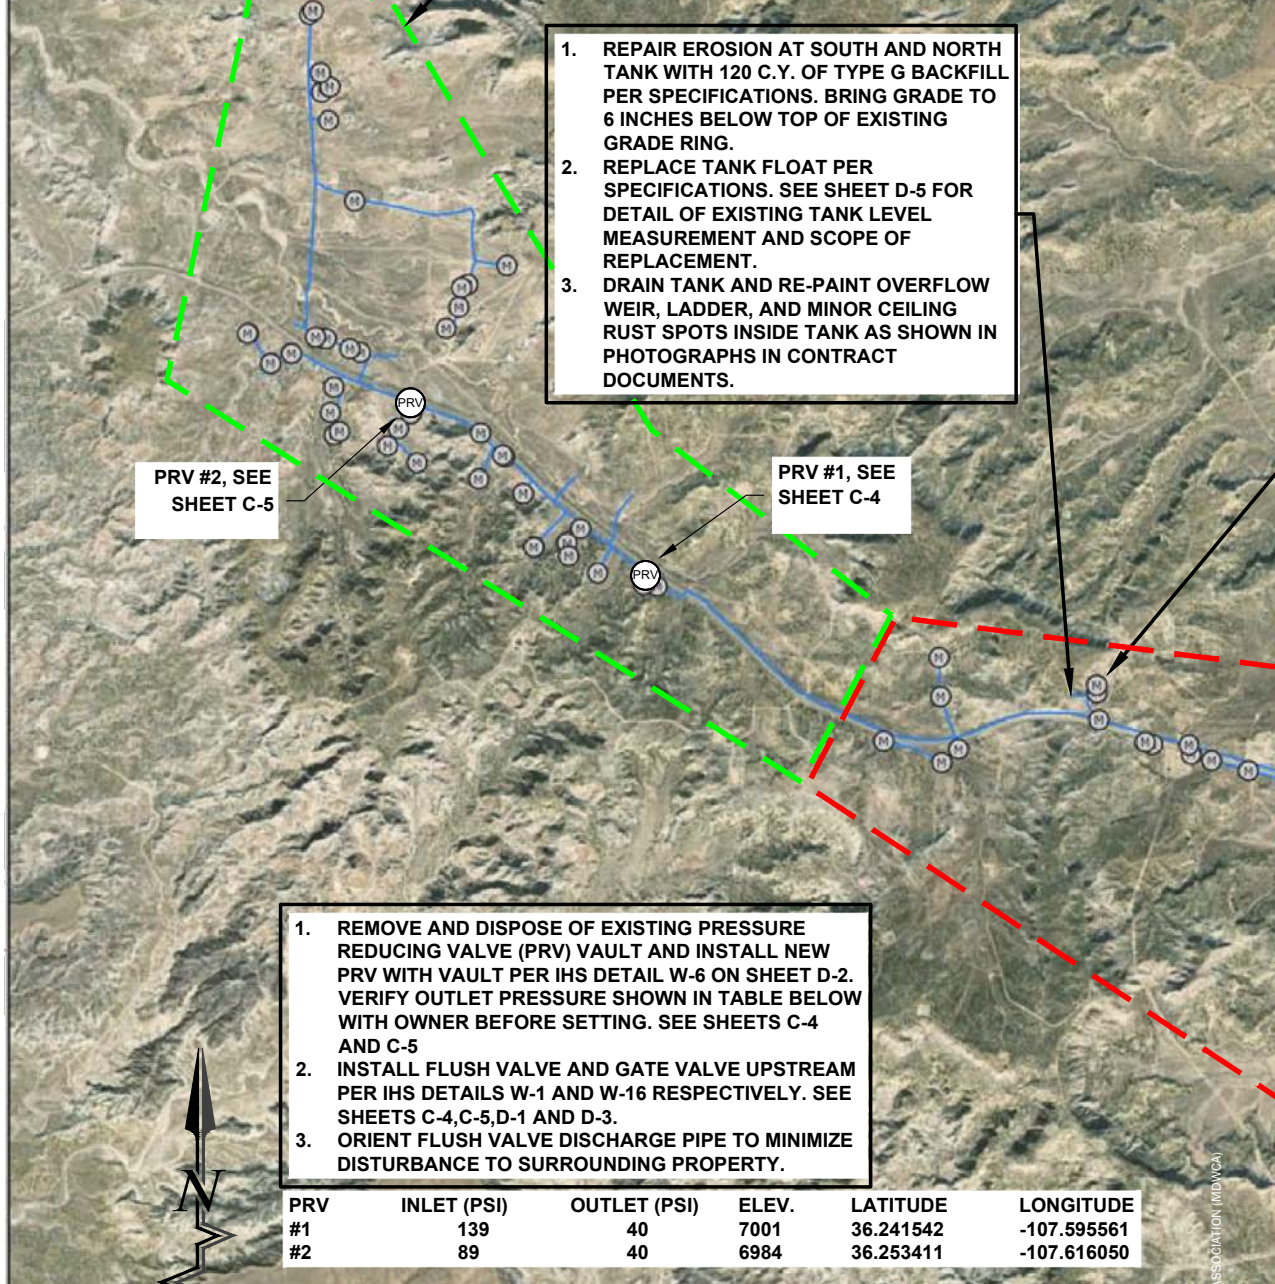 1. REPAIR EROSION AT SOUTH AND NORTH
TANK WITH 120 C.Y. OF TYPE G BACKFILL
PER SPECIFICATIONS. BRING GRADE TO
6 INCHES BELOW TOP OF EXISTING
GRADE RING.
2. REPLACE TANK FLOAT PER
SPECIFICATIONS. SEE SHEET D-5 FOR
DETAIL OF EXISTING TANK LEVEL
MEASUREMENT AND SCOPE OF
REPLACEMENT.
3. DRAIN TANK AND RE-PAINT OVERFLOW
WEIR, LADDER, AND MINOR CEILING
RUST SPOTS INSIDE TANK AS SHOWN IN
PHOTOGRAPHS IN CONTRACT
DOCUMENTS.
PRV
PRV #2, SEE
SHEET C-5
PRV #1, SEE
SHEET C-4
PRV
1. REMOVE AND DISPOSE OF EXISTING PRESSURE
REDUCING VALVE (PRV) VAULT AND INSTALL NEW
PRV WITH VAULT PER IHS DETAIL W-6 ON SHEET D-2.
VERIFY OUTLET PRESSURE SHOWN IN TABLE BELOW
WITH OWNER BEFORE SETTING. SEE SHEETS C-4
AND C-5
2. INSTALL FLUSH VALVE AND GATE VALVE UPSTREAM
PER IHS DETAILS W-1 AND W-16 RESPECTIVELY. SEE
SHEETS C-4,C-5,D-1 AND D-3.
3. ORIENT FLUSH VALVE DISCHARGE PIPE TO MINIMIZE
DISTURBANCE TO SURROUNDING PROPERTY.
N
PRV INLET (PSI) OUTLET (PSI) ELEV. LATITUDE LONGITUDE
#1 139 40 7001 36.241542 -107.595561
#2 89 40 6984 36.253411 -107.616050
SSOCIATION (MDWCA)